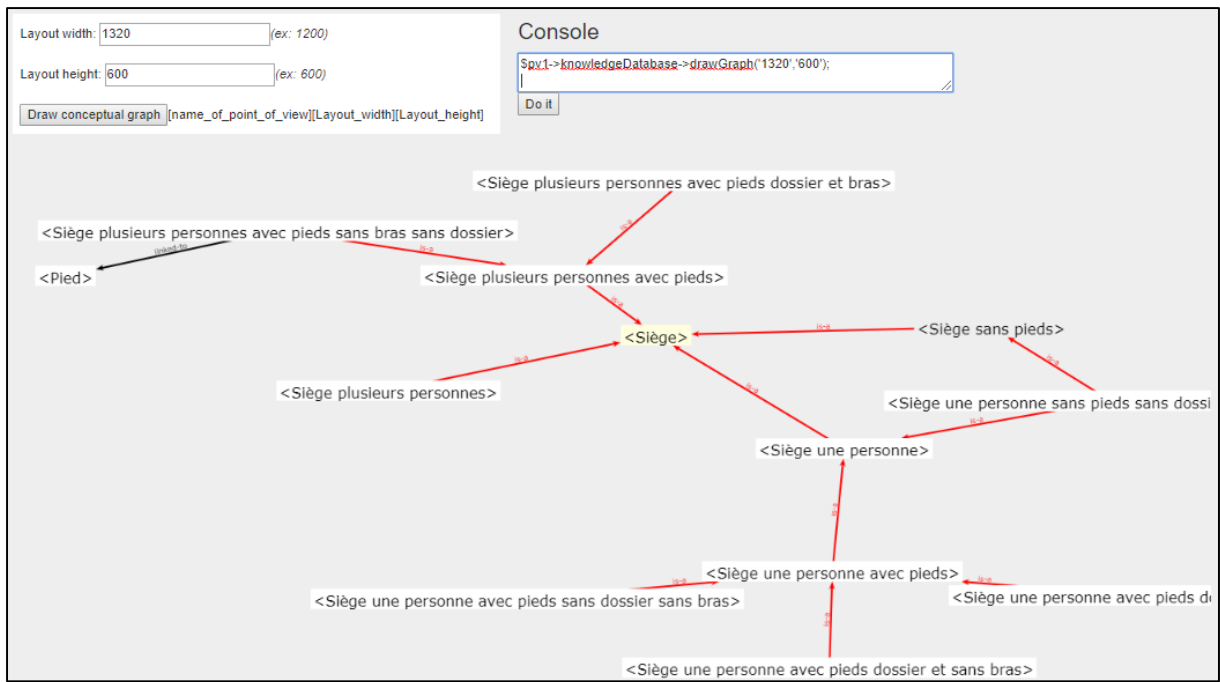 Layout width: 1320 (ex: 1200)
Console
$pv1->knowledgeDatabase->drawGraph('1320','600');
Layout height: 600 (ex: 600)
Do it
Draw conceptual graph [name_of_point_of_view][Layout_width][Layout_height]
<Siège plusieurs personnes avec pieds dossier et bras>
is-a
<Siège plusieurs personnes avec pieds sans bras sans dossier>
linked-to
is-a
<Pied>
<Siège plusieurs personnes avec pieds>
is-a
<Siège>
is-a
<Siège sans pieds>
is-a
is-a
is-a
<Siège plusieurs personnes>
<Siège une personne sans pieds sans dossi
is-a
<Siège une personne>
is-a
<Siège une personne avec pieds>
is-a
is-a
<Siège une personne avec pieds sans dossier sans bras>
<Siège une personne avec pieds d
is-a
<Siège une personne avec pieds dossier et sans bras>